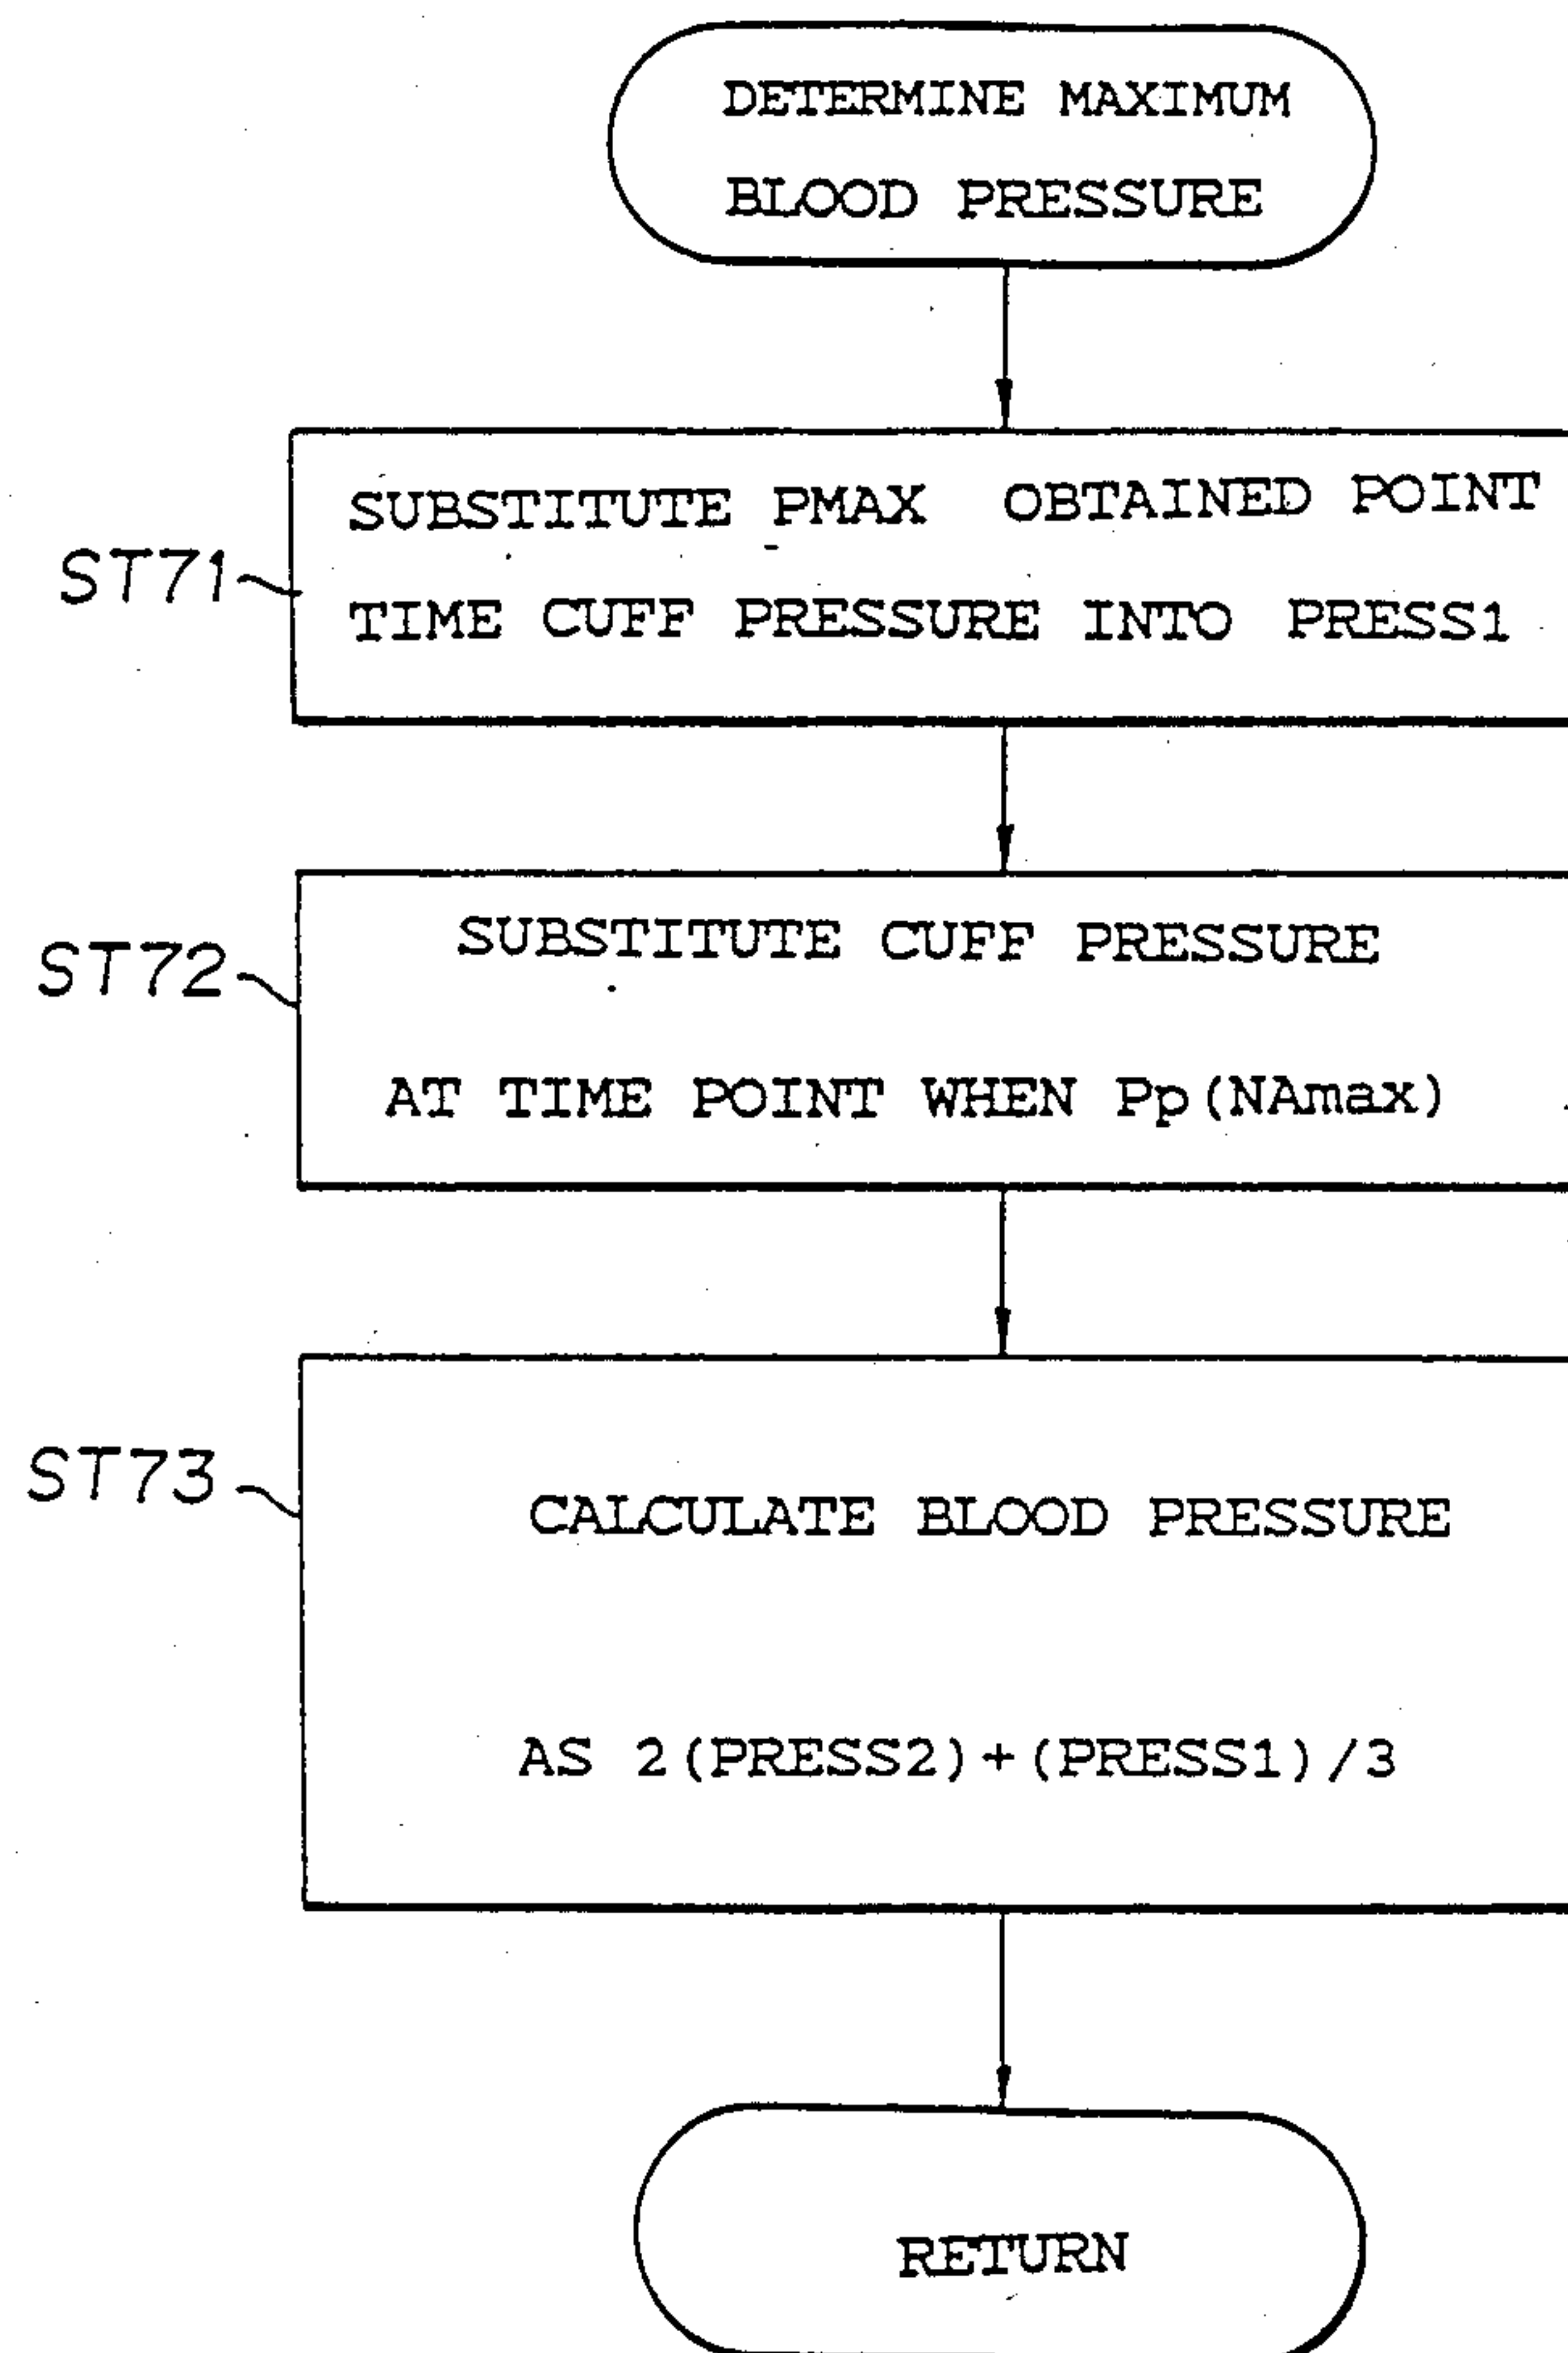 DETERMINE MAXIMUM
BLOOD PRESSURE
SUBSTITUTE PMAX OBTAINED POINT
ST71
TIME CUFF PRESSURE INTO PRESS1
SUBSTITUTE CUFF PRESSURE
ST72
AT TIME POINT WHEN Pp(NAmax)
ST73
CALCULATE BLOOD PRESSURE
AS 2(PRESS2)+(PRESS1)/3
RETURN